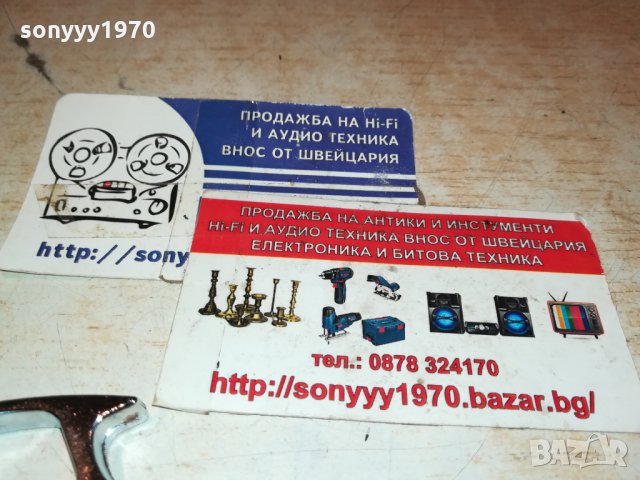 sonyyy1970
ПРОДАЖБА НА Hi-Fi
И АУДИО ТЕХНИКА
ВНОС ОТ ШВЕЙЦАРИЯ
http://sony
ПРОДАЖБА НА АНТИКИ И ИНСТУМЕНТИ
Hi-Fi И АУДИО ТЕХНИКА ВНОС ОТ ШВЕЙЦАРИЯ
ЕЛЕКТРОНИКА И БИТОВА ТЕХНИКА
тел.: 0878 324170
http://sonyyy1970.bazar.bg/
BAZAR
sonyyy1970